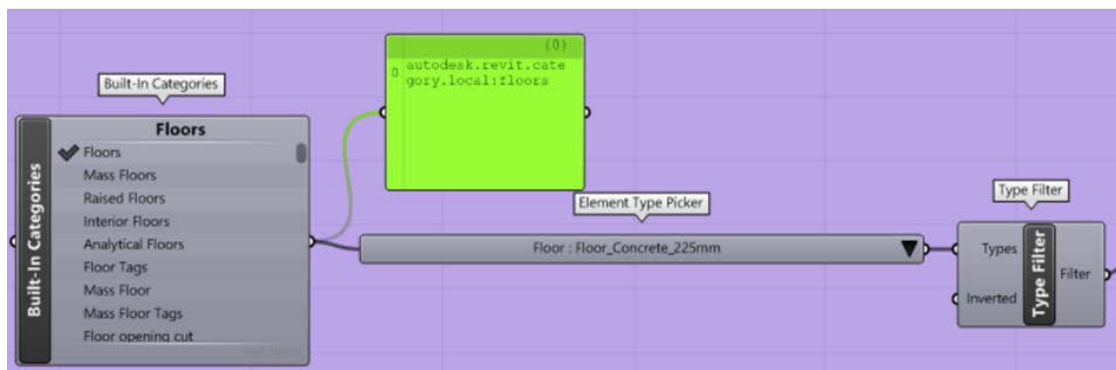 {0}
0 autodesk.revit.cate
gory.local:floors
Built-In Categories
Floors
Floors
Mass Floors
Raised Floors
Interior Floors
Analytical Floors
Floor Tags
Mass Floor
Mass Floor Tags
Floor opening cut
Built-In Categories
Element Type Picker
Floor : Floor_Concrete_225mm
Type Filter
Types
Inverted
Type Filter
Filter